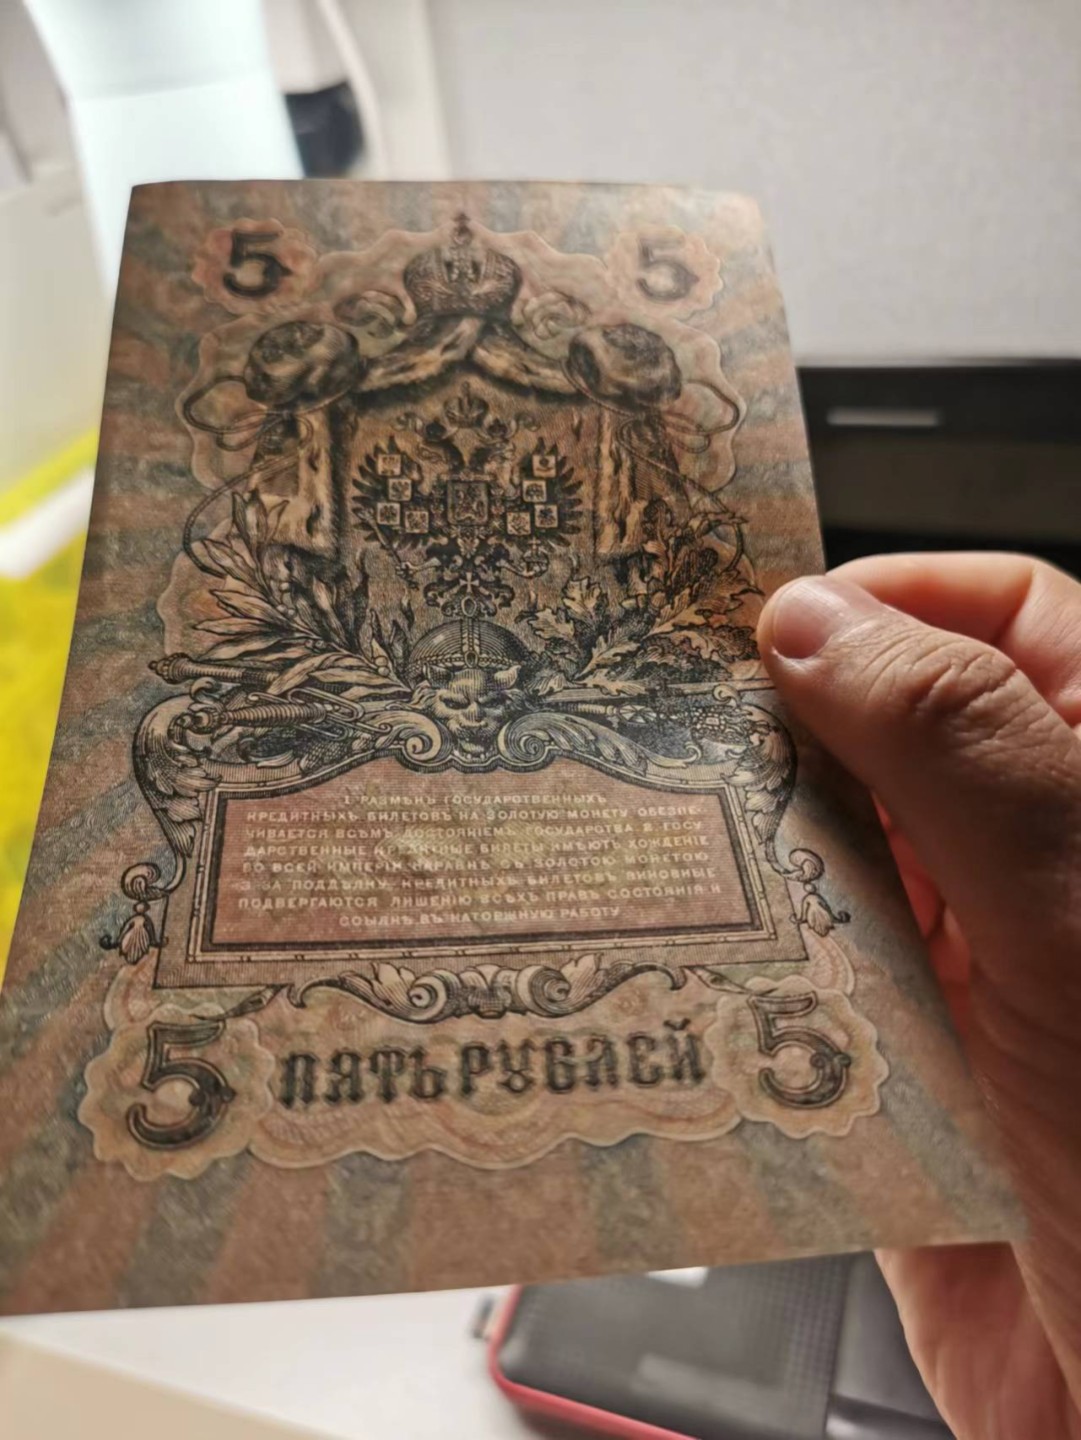 5 5
1 РАЗМѢНЪ ГОСУДАРСТВЕННЫХЪ
КРЕДИТНЫХЪ БИЛЕТОВЪ НА ЗОЛОТУЮ МОНЕТУ ОБЕЗПЕ-
ЧИВАЕТСЯ ВСѢМЪ ДОСТОЯНІЕМЪ ГОСУДАРСТВА 2 ГОСУ
ДАРСТВЕННЫЕ КРЕДИТНЫЕ БИЛЕТЫ ИМѢЮТЪ ХОЖДЕНІЕ
ВО ВСЕЙ ИМПЕРІИ НАРАВНѢ СЪ ЗОЛОТОЮ МОНЕТОЮ
3 ЗА ПОДДѢЛКУ КРЕДИТНЫХЪ БИЛЕТОВЪ ВИНОВНЫЕ
ПОДВЕРГАЮТСЯ ЛИШЕНІЮ ВСѢХЪ ПРАВЪ СОСТОЯНІЯ И
ССЫЛКѢ ВЪ КАТОРЖНУЮ РАБОТУ
5 ПЯТЬ РУБЛЕЙ 5